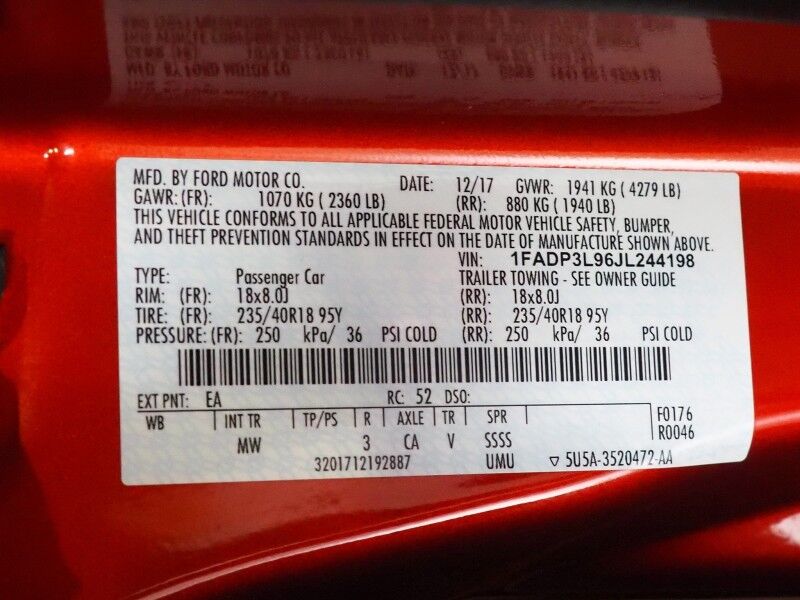 MFD. BY FORD MOTOR CO. DATE: 12/17 GVWR: 1941 KG ( 4279 LB)
GAWR: (FR): 1070 KG ( 2360 LB) (RR): 880 KG ( 1940 LB)
THIS VEHICLE CONFORMS TO ALL APPLICABLE FEDERAL MOTOR VEHICLE SAFETY, BUMPER,
AND THEFT PREVENTION STANDARDS IN EFFECT ON THE DATE OF MANUFACTURE SHOWN ABOVE.
VIN: 1FADP3L96JL244198
TYPE: Passenger Car TRAILER TOWING - SEE OWNER GUIDE
RIM: (FR): 18x8.0J (RR): 18x8.0J
TIRE: (FR): 235/40R18 95Y (RR): 235/40R18 95Y
PRESSURE: (FR): 250 kPa/ 36 PSI COLD (RR): 250 kPa/ 36 PSI COLD
EXT PNT: EA RC: 52 DSO:
WB INT TR TP/PS R AXLE TR SPR F0176
MW 3 CA V SSSS R0046
3201712192887 UMU ▽ 5U5A-3520472-AA